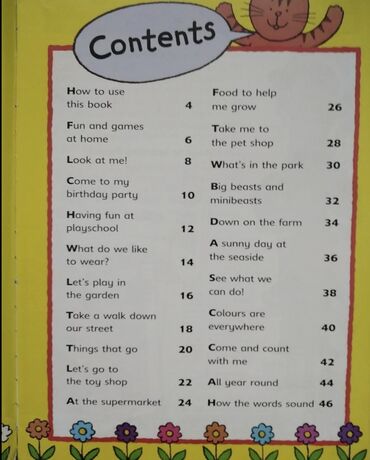 Contents
How to use
this book 4
Fun and games
at home 6
Look at me! 8
Come to my
birthday party 10
Having fun at
playschool 12
What do we like
to wear? 14
Let's play in
the garden 16
Take a walk down
our street 18
Things that go 20
Let's go to
the toy shop 22
At the supermarket 24
Food to help
me grow 26
Take me to
the pet shop 28
What's in the park 30
Big beasts and
minibeasts 32
Down on the farm 34
A sunny day at
the seaside 36
See what we
can do! 38
Colours are
everywhere 40
Come and count
with me 42
All year round 44
How the words sound 46